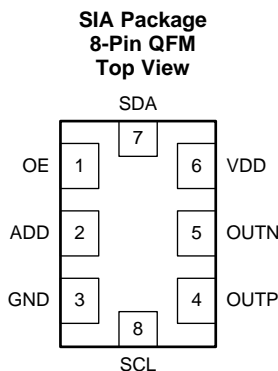 SIA Package
8-Pin QFM
Top View
SDA
7
OE 1 6 VDD
ADD 2 5 OUTN
GND 3 4 OUTP
8
SCL